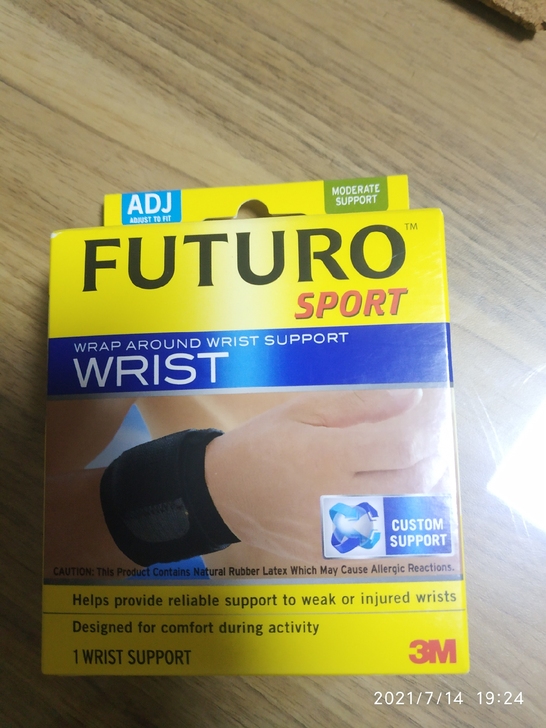 ADJ
ADJUST TO FIT
MODERATE
SUPPORT
FUTURO™
SPORT
WRAP AROUND WRIST SUPPORT
WRIST
CUSTOM
SUPPORT
CAUTION: This Product Contains Natural Rubber Latex Which May Cause Allergic Reactions.
Helps provide reliable support to weak or injured wrists
Designed for comfort during activity
1 WRIST SUPPORT
3M
2021/7/14 19:24